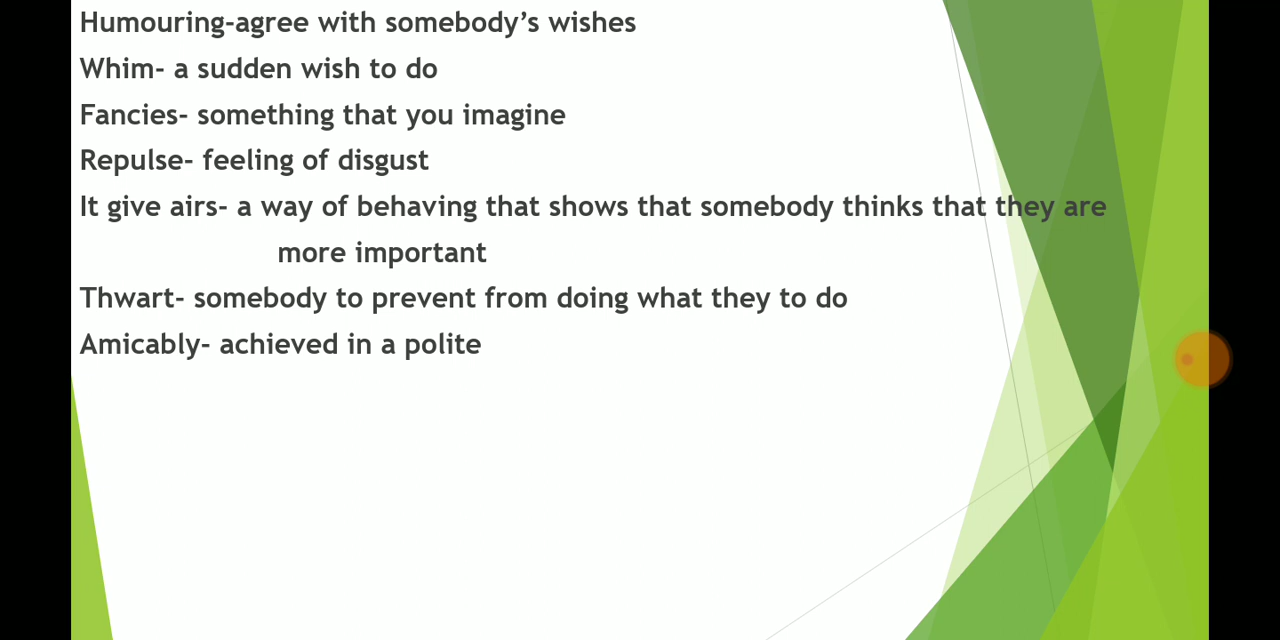 Humouring-agree with somebody’s wishes
Whim- a sudden wish to do
Fancies- something that you imagine
Repulse- feeling of disgust
It give airs- a way of behaving that shows that somebody thinks that they are
more important
Thwart- somebody to prevent from doing what they to do
Amicably- achieved in a polite